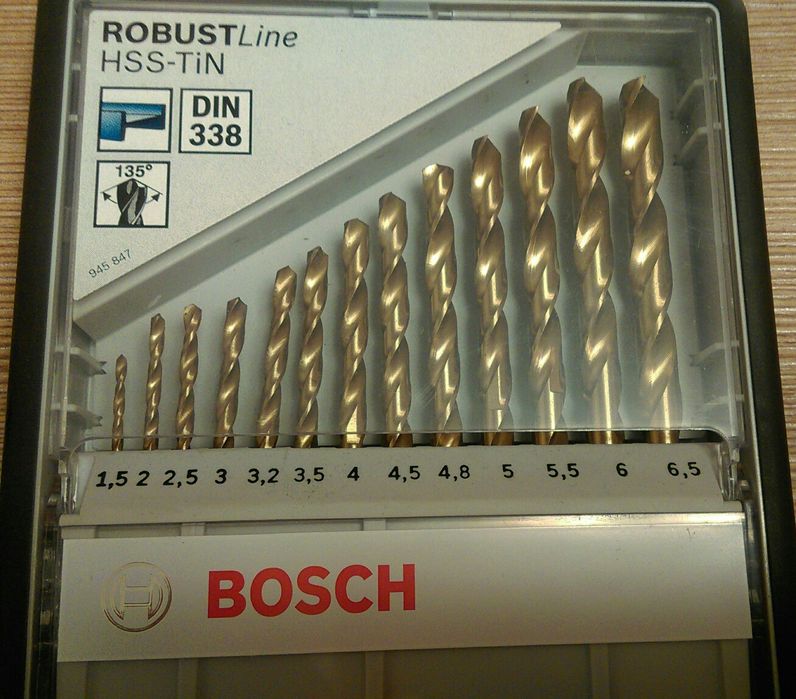 ROBUSTLine
HSS-TiN
DIN
338
135°
945 847
1,5 2 2,5 3 3,2 3,5 4 4,5 4,8 5 5,5 6 6,5
BOSCH